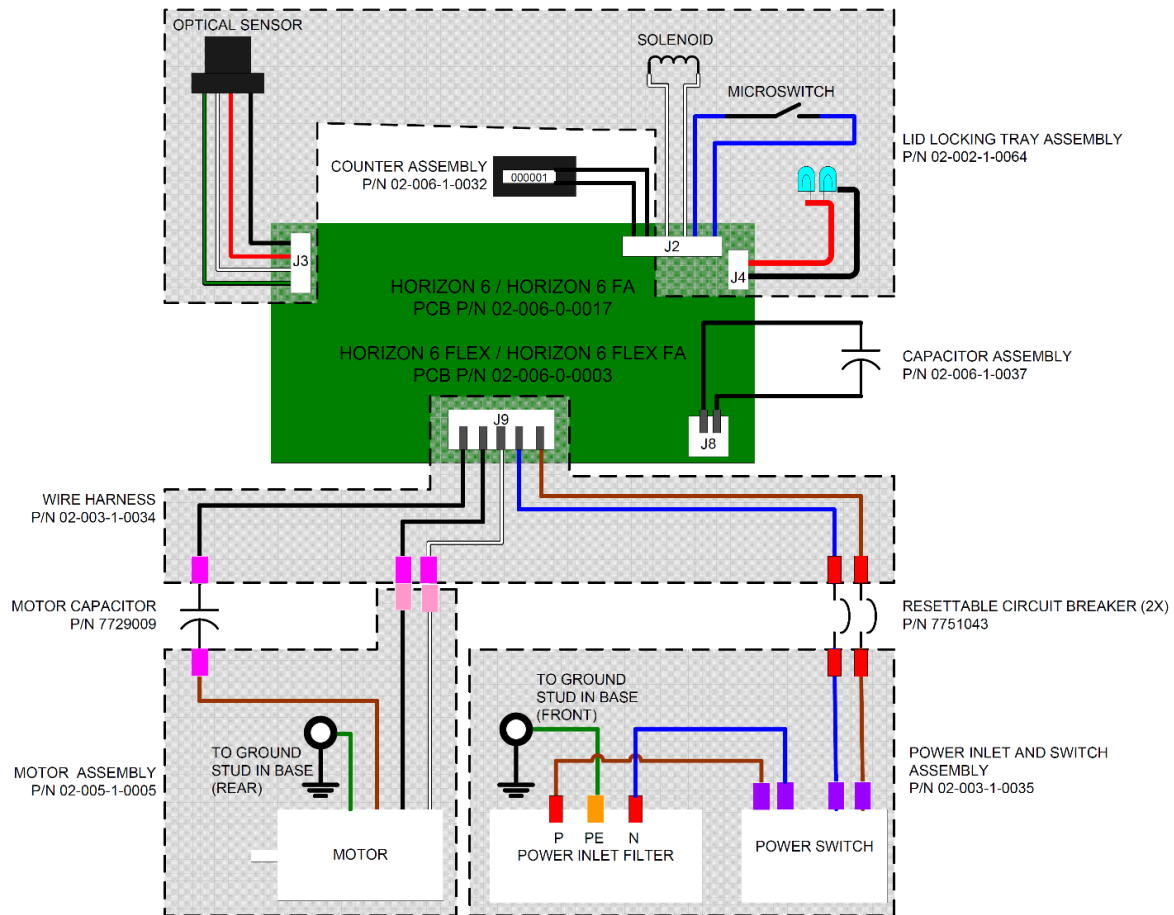 OPTICAL SENSOR
SOLENOID
MICROSWITCH
LID LOCKING TRAY ASSEMBLY
P/N 02-002-1-0064
COUNTER ASSEMBLY
P/N 02-006-1-0032
000001
J2
J3
J4
HORIZON 6 / HORIZON 6 FA
PCB P/N 02-006-0-0017
HORIZON 6 FLEX / HORIZON 6 FLEX FA
PCB P/N 02-006-0-0003
CAPACITOR ASSEMBLY
P/N 02-006-1-0037
J9
J8
WIRE HARNESS
P/N 02-003-1-0034
MOTOR CAPACITOR
P/N 7729009
RESETTABLE CIRCUIT BREAKER (2X)
P/N 7751043
TO GROUND
STUD IN BASE
(FRONT)
TO GROUND
STUD IN BASE
(REAR)
MOTOR ASSEMBLY
P/N 02-005-1-0005
POWER INLET AND SWITCH
ASSEMBLY
P/N 02-003-1-0035
MOTOR
P PE N
POWER INLET FILTER
POWER SWITCH